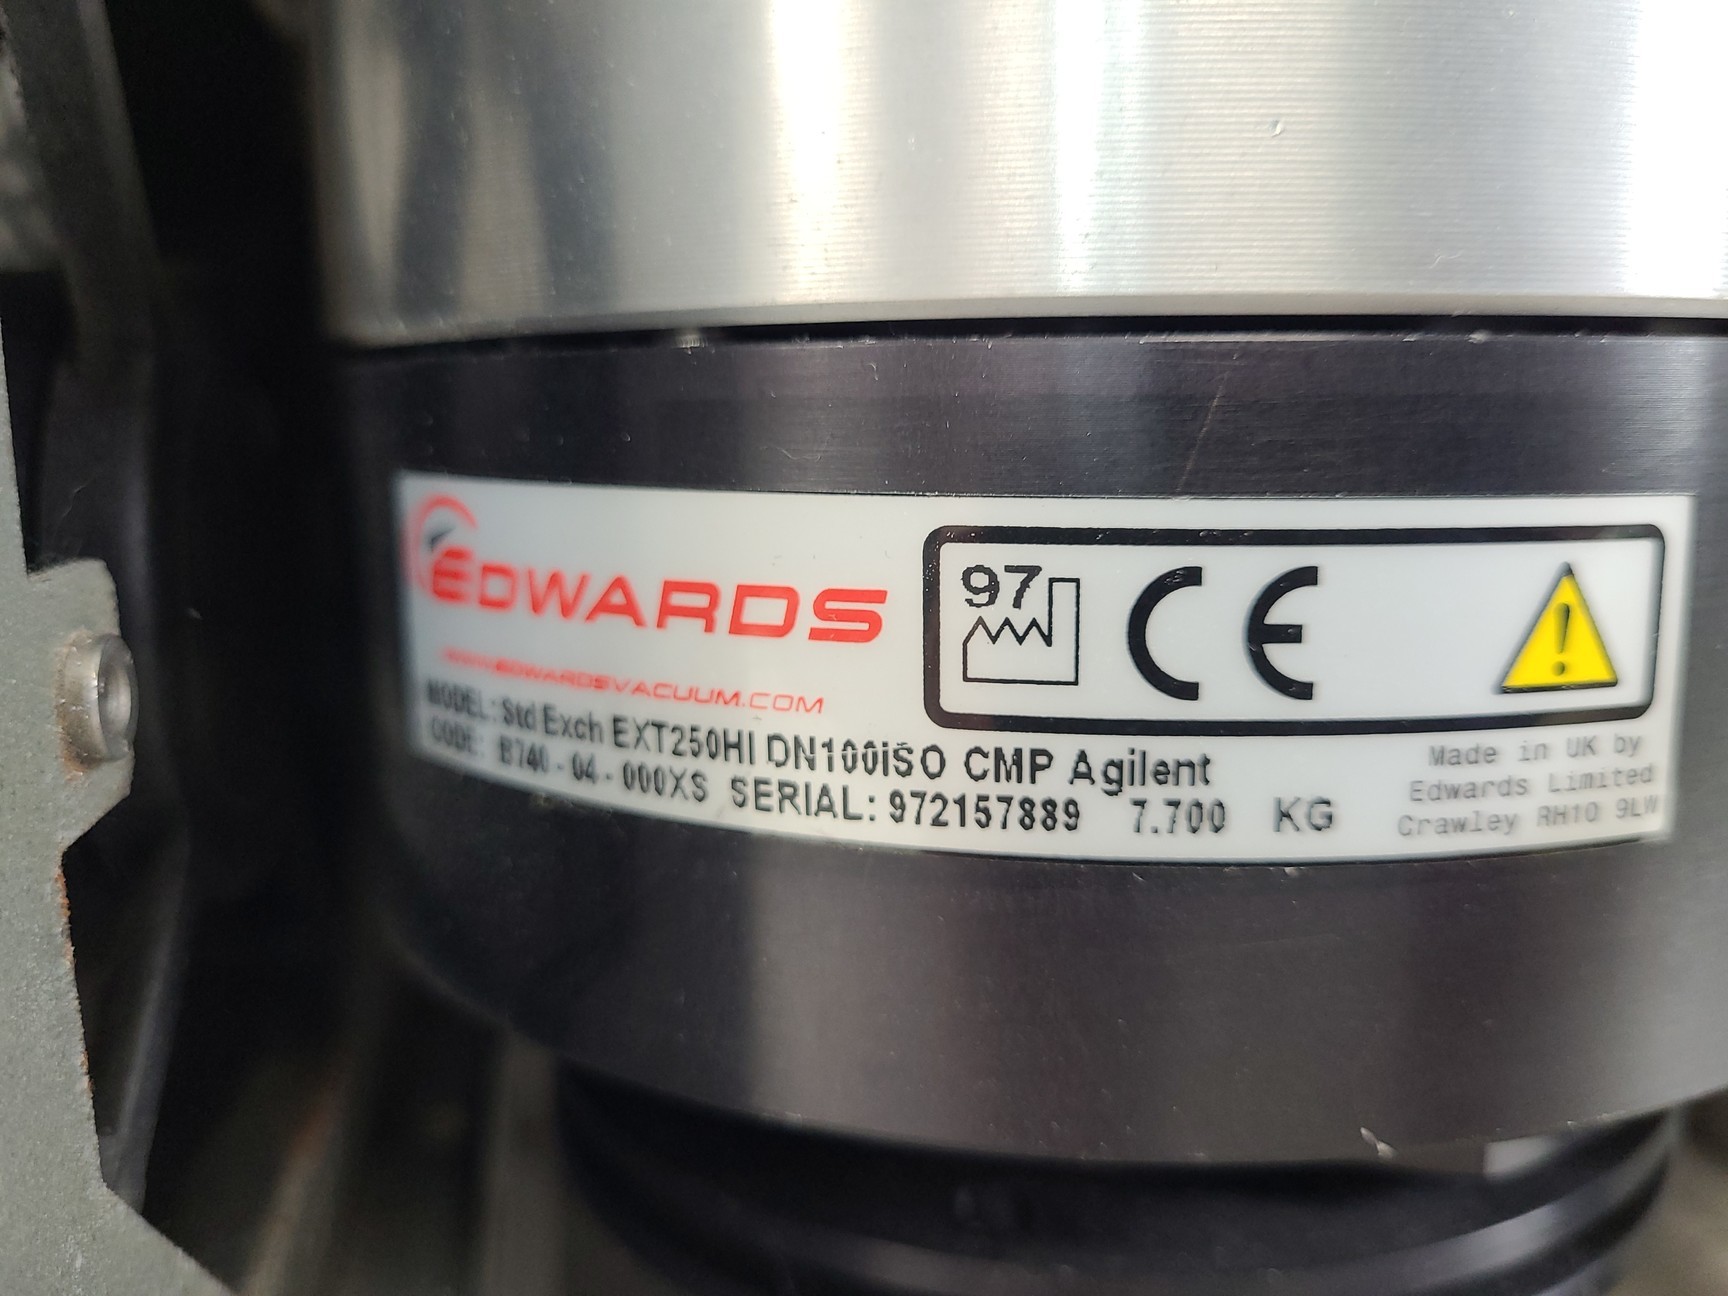 EDWARDS
WWW.EDWARDSVACUUM.COM
MODEL: Std Exch EXT250HI DN100iSO CMP Agilent
CODE: B740-04-000XS SERIAL: 972157889 7.700 KG
97 CE
Made in UK by
Edwards Limited
Crawley RH10 9LW